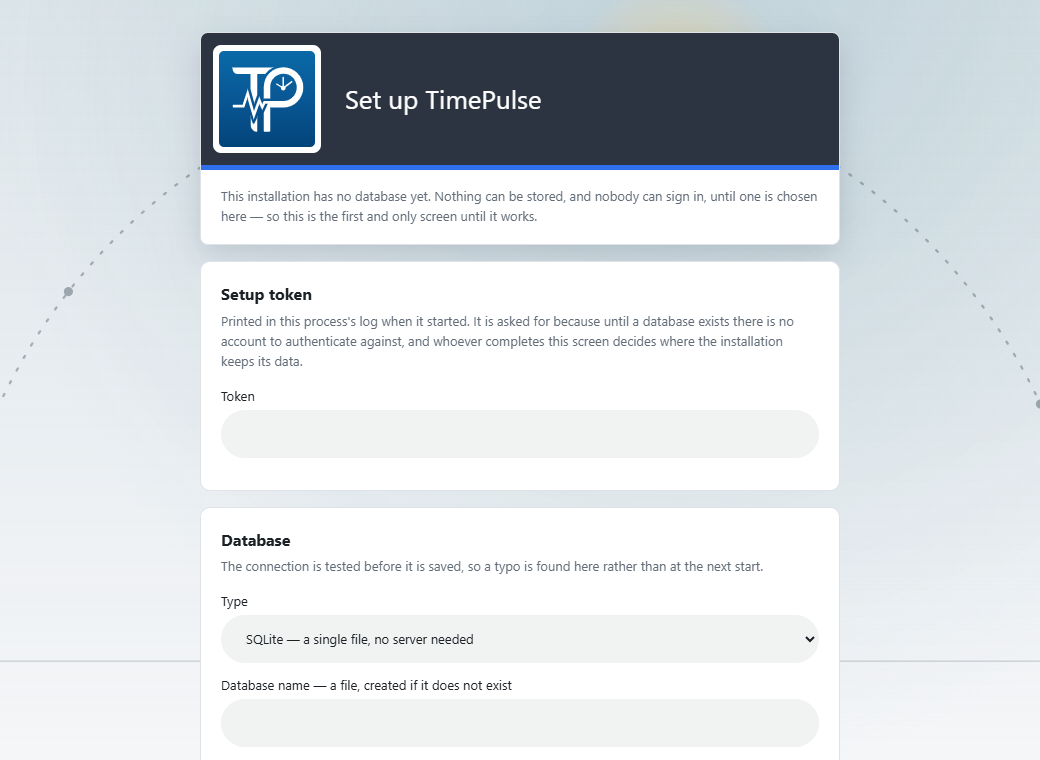 TP
Set up TimePulse
This installation has no database yet. Nothing can be stored, and nobody can sign in, until one is chosen
here — so this is the first and only screen until it works.
Setup token
Printed in this process's log when it started. It is asked for because until a database exists there is no
account to authenticate against, and whoever completes this screen decides where the installation
keeps its data.
Token
Database
The connection is tested before it is saved, so a typo is found here rather than at the next start.
Type
SQLite — a single file, no server needed
Database name — a file, created if it does not exist